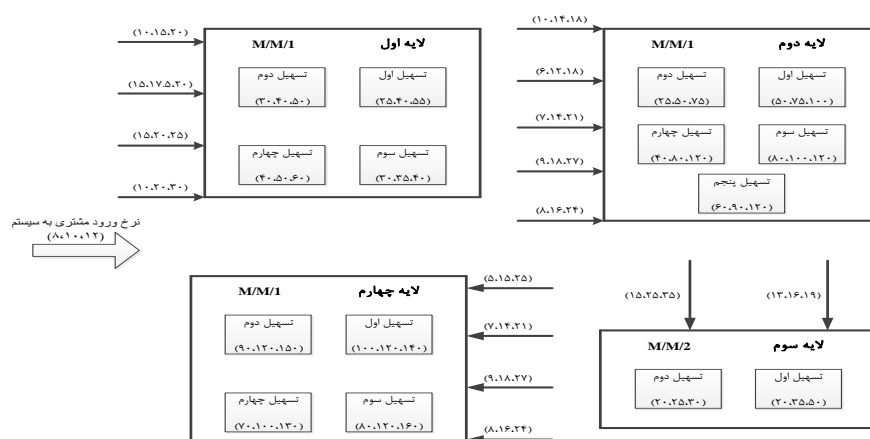 (۱۰،۱۵،۲۰)
(۱۵،۱۷.۵،۲۰)
(۱۵،۲۰،۲۵)
(۱۰،۲۰،۳۰)
لایه اول
M/M/1
تسهیل اول
(۲۵،۴۰،۵۵)
تسهیل دوم
(۳۰،۴۰،۵۰)
تسهیل سوم
(۳۰،۳۵،۴۰)
تسهیل چهارم
(۴۰،۵۰،۶۰)
(۱۰،۱۴،۱۸)
(۶،۱۲،۱۸)
(۷،۱۴،۲۱)
(۹،۱۸،۲۷)
(۸،۱۶،۲۴)
لایه دوم
M/M/1
تسهیل اول
(۵۰،۷۵،۱۰۰)
تسهیل دوم
(۲۵،۵۰،۷۵)
تسهیل سوم
(۸۰،۱۰۰،۱۲۰)
تسهیل چهارم
(۴۰،۸۰،۱۲۰)
تسهیل پنجم
(۶۰،۹۰،۱۲۰)
نرخ ورود مشتری به سیستم
(۸،۱۰،۱۲)
(۱۳،۱۶،۱۹)
(۱۵،۲۵،۳۵)
لایه سوم
M/M/2
تسهیل اول
(۲۰،۳۵،۵۰)
تسهیل دوم
(۲۰،۲۵،۳۰)
(۵،۱۵،۲۵)
(۷،۱۴،۲۱)
(۹،۱۸،۲۷)
(۸،۱۶،۲۴)
لایه چهارم
M/M/1
تسهیل اول
(۱۰۰،۱۲۰،۱۴۰)
تسهیل دوم
(۹۰،۱۲۰،۱۵۰)
تسهیل سوم
(۸۰،۱۲۰،۱۶۰)
تسهیل چهارم
(۷۰،۱۰۰،۱۳۰)